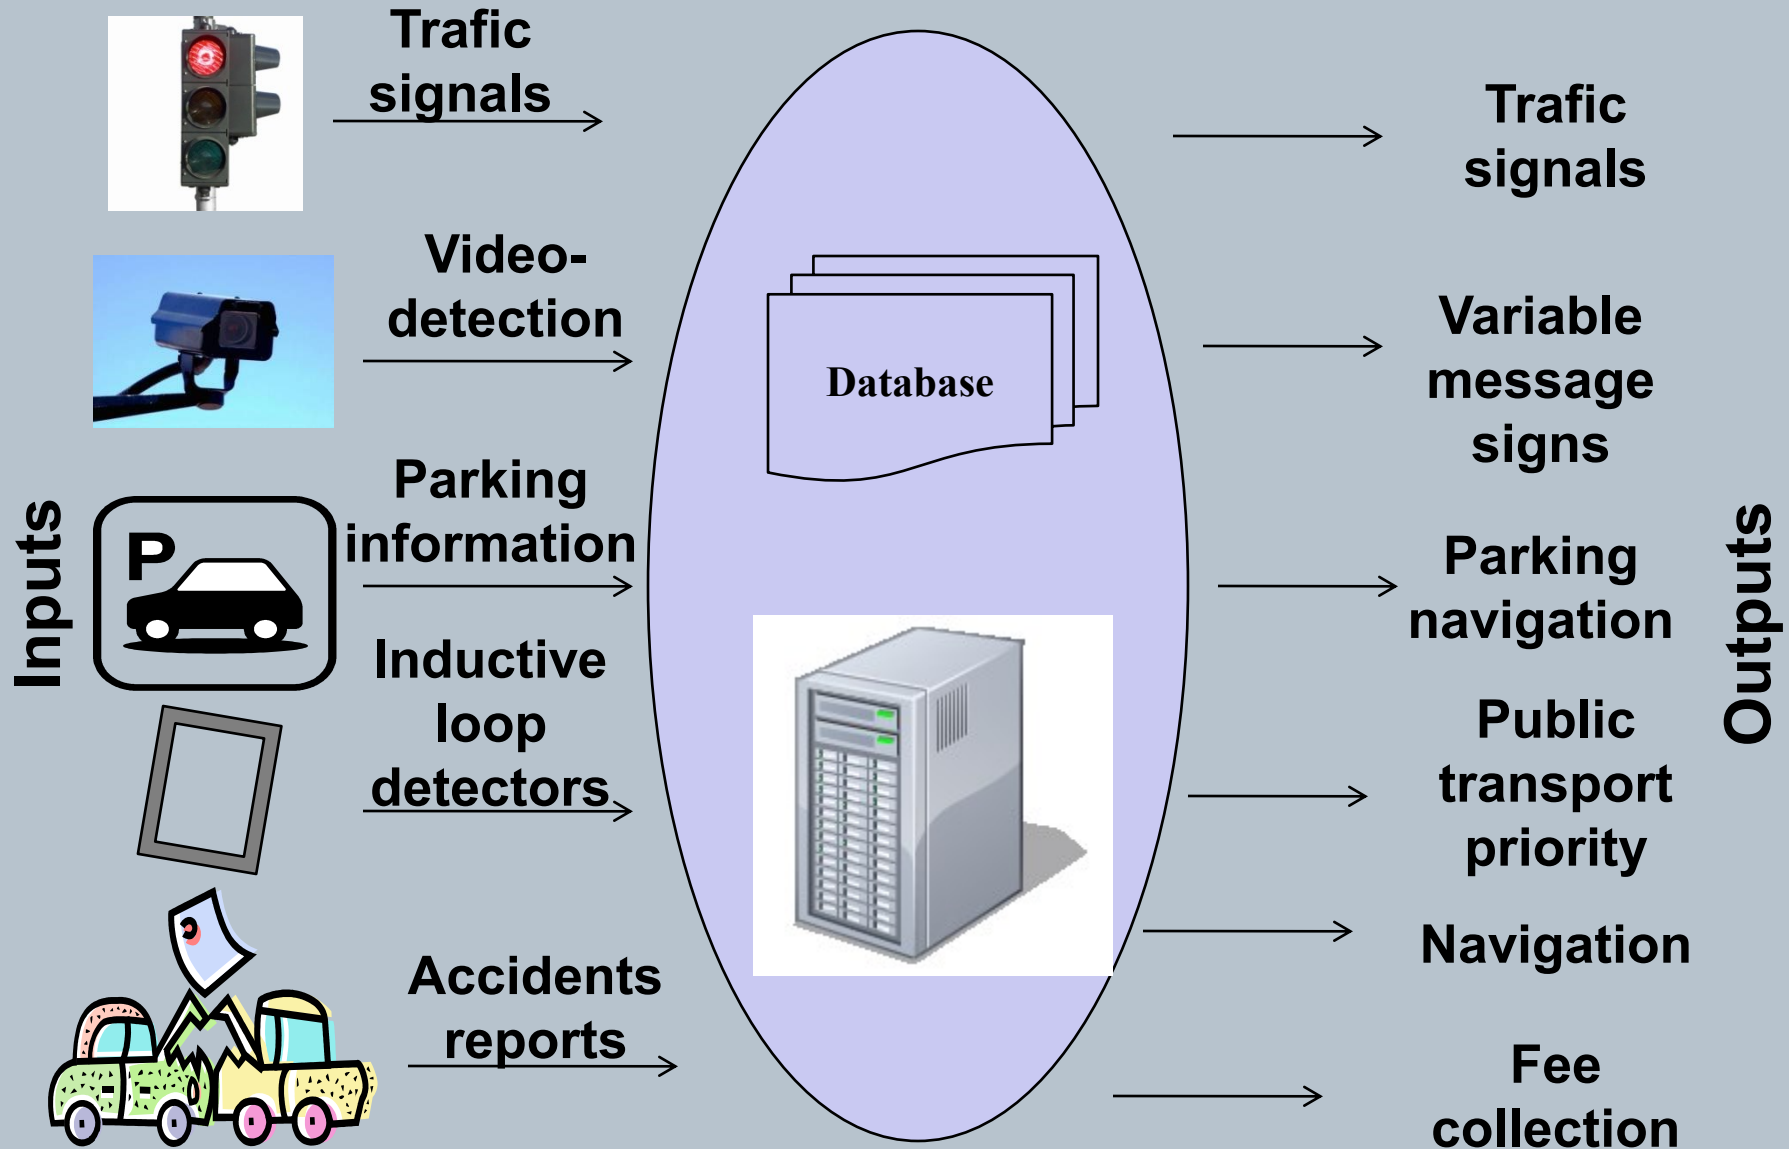 Trafic
signals
Video-
detection
Parking
information
Inductive
loop
detectors
Accidents
reports
Inputs
P
Database
Trafic
signals
Variable
message
signs
Parking
navigation
Public
transport
priority
Navigation
Fee
collection
Outputs